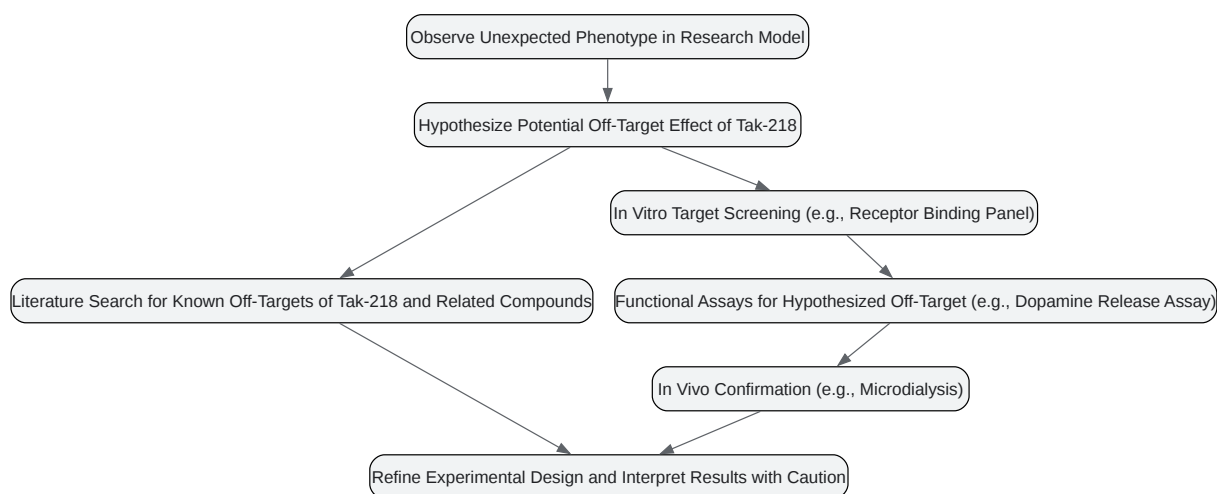 Observe Unexpected Phenotype in Research Model
Hypothesize Potential Off-Target Effect of Tak-218
In Vitro Target Screening (e.g., Receptor Binding Panel)
Literature Search for Known Off-Targets of Tak-218 and Related Compounds
Functional Assays for Hypothesized Off-Target (e.g., Dopamine Release Assay)
In Vivo Confirmation (e.g., Microdialysis)
Refine Experimental Design and Interpret Results with Caution